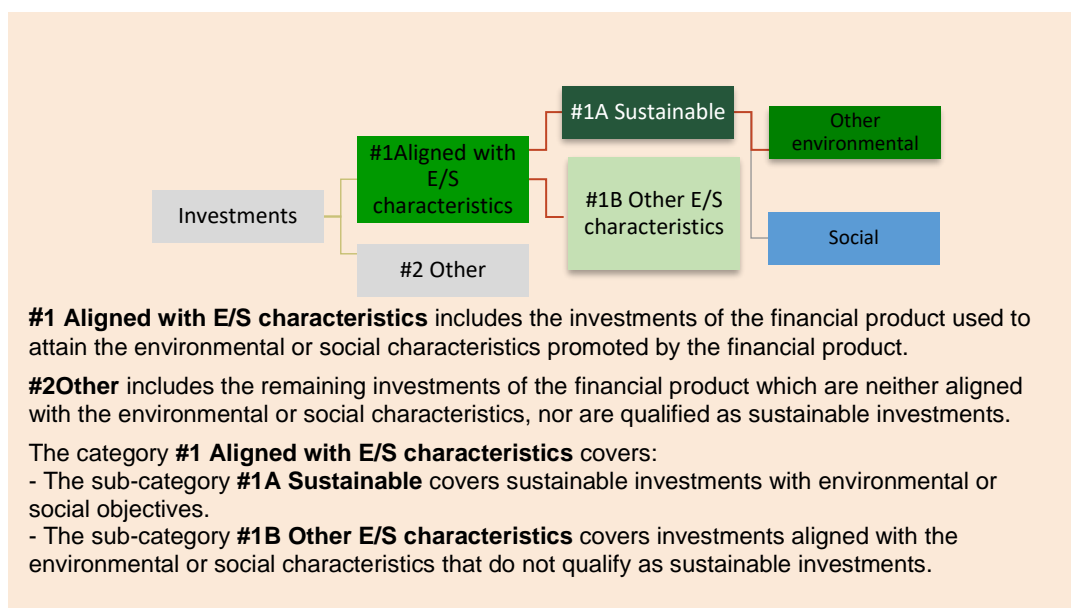 #1A Sustainable
Other
environmental
#1Aligned with
E/S
characteristics
#1B Other E/S
characteristics
Investments
Social
#2 Other
#1 Aligned with E/S characteristics includes the investments of the financial product used to
attain the environmental or social characteristics promoted by the financial product.
#2Other includes the remaining investments of the financial product which are neither aligned
with the environmental or social characteristics, nor are qualified as sustainable investments.
The category #1 Aligned with E/S characteristics covers:
- The sub-category #1A Sustainable covers sustainable investments with environmental or
social objectives.
- The sub-category #1B Other E/S characteristics covers investments aligned with the
environmental or social characteristics that do not qualify as sustainable investments.